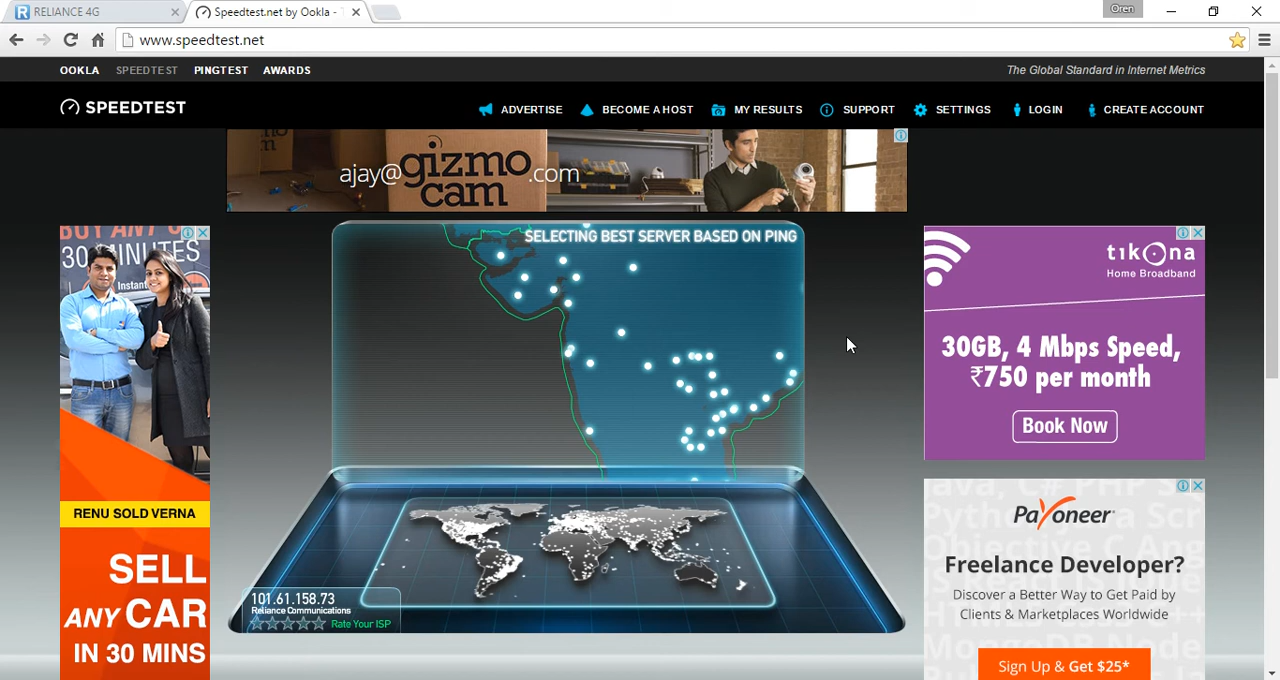 RELIANCE 4G
Speedtest.net by Ookla -
Oren
www.speedtest.net
OOKLA SPEEDTEST PINGTEST AWARDS
The Global Standard in Internet Metrics
SPEEDTEST
ADVERTISE BECOME A HOST MY RESULTS SUPPORT SETTINGS LOGIN CREATE ACCOUNT
ajay@gizmo
cam.com
BUY ANY C
30 MINUTES
Instant
RENU SOLD VERNA
SELL
ANY CAR
IN 30 MINS
SELECTING BEST SERVER BASED ON PING
101.61.158.73
Reliance Communications
Rate Your ISP
tikona
Home Broadband
30GB, 4 Mbps Speed,
₹750 per month
Book Now
Payoneer
Freelance Developer?
Discover a Better Way to Get Paid by
Clients & Marketplaces Worldwide
Sign Up & Get $25*